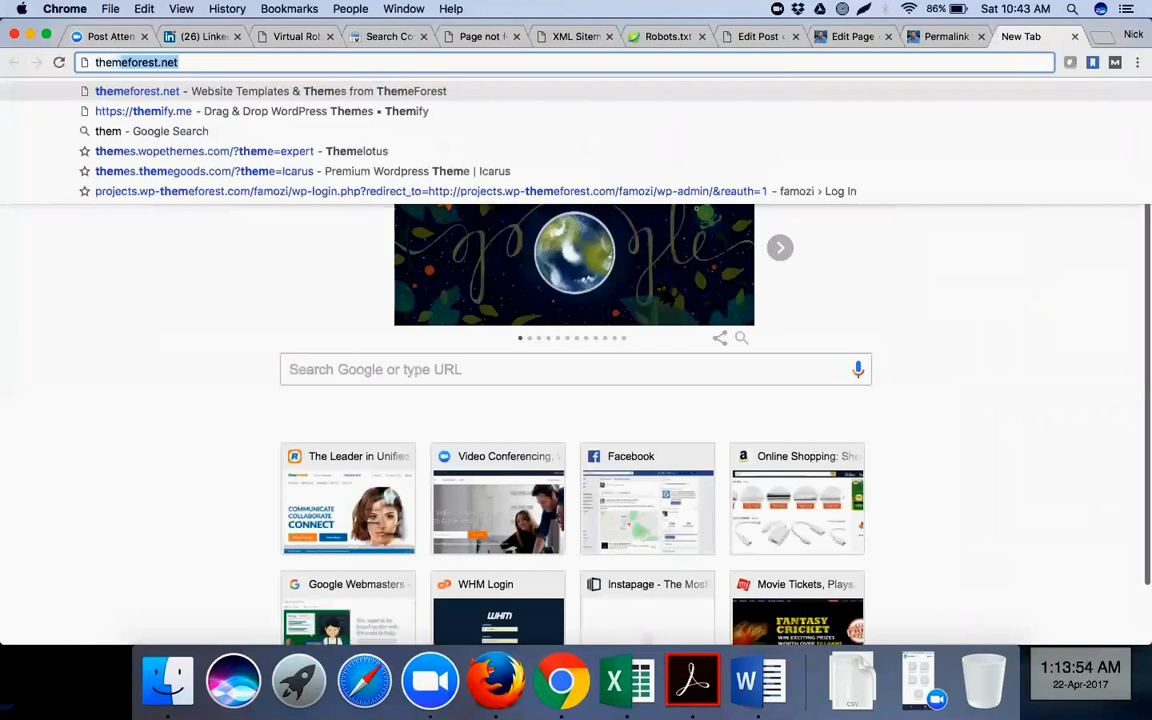 Chrome File Edit View History Bookmarks People Window Help 86% Sat 10:43 AM
Post Atten (26) Linke Virtual Ro Search Co Page not f XML Sitem Robots.txt Edit Post Edit Page Permalink New Tab Nick
themeforest.net
themeforest.net - Website Templates & Themes from ThemeForest
https://themify.me - Drag & Drop WordPress Themes • Themify
them - Google Search
themes.wopethemes.com/?theme=expert - Themelotus
themes.themegoods.com/?theme=Icarus - Premium Wordpress Theme | Icarus
projects.wp-themeforest.com/famozi/wp-login.php?redirect_to=http://projects.wp-themeforest.com/famozi/wp-admin/&reauth=1 - famozi › Log In
Search Google or type URL
The Leader in Unifie Video Conferencing, Facebook Online Shopping: Sh
COMMUNICATE
COLLABORATE
CONNECT
Google Webmasters - WHM Login Instapage - The Mos Movie Tickets, Plays
WHM
FANTASY
CRICKET
X W
CSV
1:13:54 AM
22-Apr-2017